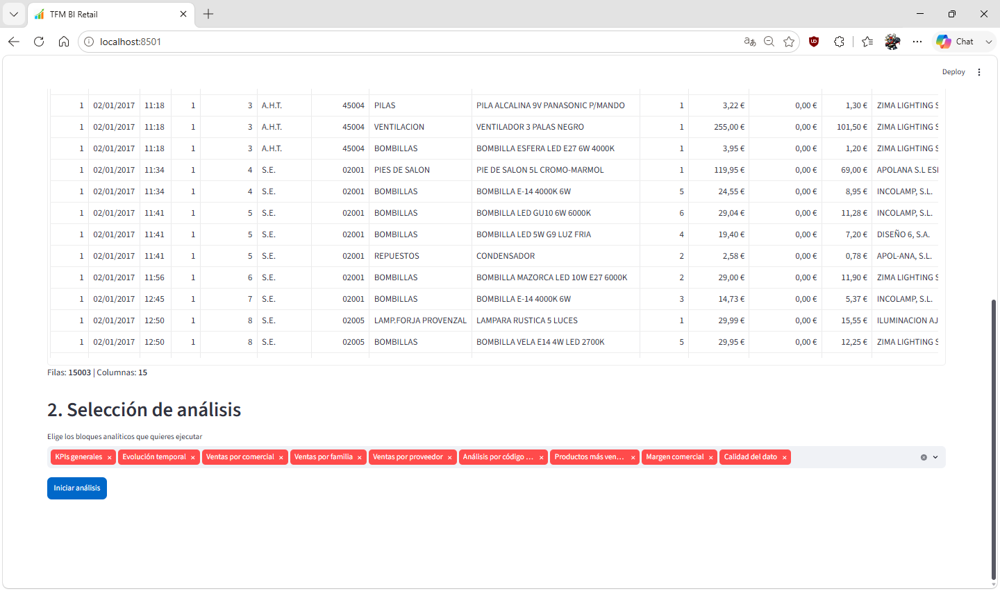 TFM BI Retail
localhost:8501
Chat
Deploy
1 02/01/2017 11:18 1 3 A.H.T. 45004 PILAS PILA ALCALINA 9V PANASONIC P/MANDO 1 3,22 € 0,00 € 1,30 € ZIMA LIGHTING S
1 02/01/2017 11:18 1 3 A.H.T. 45004 VENTILACION VENTILADOR 3 PALAS NEGRO 1 255,00 € 0,00 € 101,50 € ZIMA LIGHTING S
1 02/01/2017 11:18 1 3 A.H.T. 45004 BOMBILLAS BOMBILLA ESFERA LED E27 6W 4000K 1 3,95 € 0,00 € 1,20 € ZIMA LIGHTING S
1 02/01/2017 11:34 1 4 S.E. 02001 PIES DE SALON PIE DE SALON 5L CROMO-MARMOL 1 119,95 € 0,00 € 69,00 € APOLANA S.L ESI
1 02/01/2017 11:34 1 4 S.E. 02001 BOMBILLAS BOMBILLA E-14 4000K 6W 5 24,55 € 0,00 € 8,95 € INCOLAMP, S.L.
1 02/01/2017 11:41 1 5 S.E. 02001 BOMBILLAS BOMBILLA LED GU10 6W 6000K 6 29,04 € 0,00 € 11,28 € INCOLAMP, S.L.
1 02/01/2017 11:41 1 5 S.E. 02001 BOMBILLAS BOMBILLA LED 5W G9 LUZ FRIA 4 19,40 € 0,00 € 7,20 € DISEÑO 6, S.A.
1 02/01/2017 11:41 1 5 S.E. 02001 REPUESTOS CONDENSADOR 2 2,58 € 0,00 € 0,78 € APOL-ANA, S.L.
1 02/01/2017 11:56 1 6 S.E. 02001 BOMBILLAS BOMBILLA MAZORCA LED 10W E27 6000K 2 29,00 € 0,00 € 11,90 € ZIMA LIGHTING S
1 02/01/2017 12:45 1 7 S.E. 02001 BOMBILLAS BOMBILLA E-14 4000K 6W 3 14,73 € 0,00 € 5,37 € INCOLAMP, S.L.
1 02/01/2017 12:50 1 8 S.E. 02005 LAMP.FORJA PROVENZAL LAMPARA RUSTICA 5 LUCES 1 29,99 € 0,00 € 15,55 € ILUMINACION AJ
1 02/01/2017 12:50 1 8 S.E. 02005 BOMBILLAS BOMBILLA VELA E14 4W LED 2700K 5 29,95 € 0,00 € 12,25 € ZIMA LIGHTING S
Filas: 15003 | Columnas: 15
2. Selección de análisis
Elige los bloques analíticos que quieres ejecutar
KPIs generales × Evolución temporal × Ventas por comercial × Ventas por familia × Ventas por proveedor × Análisis por código ... × Productos más ven... × Margen comercial × Calidad del dato ×
Iniciar análisis